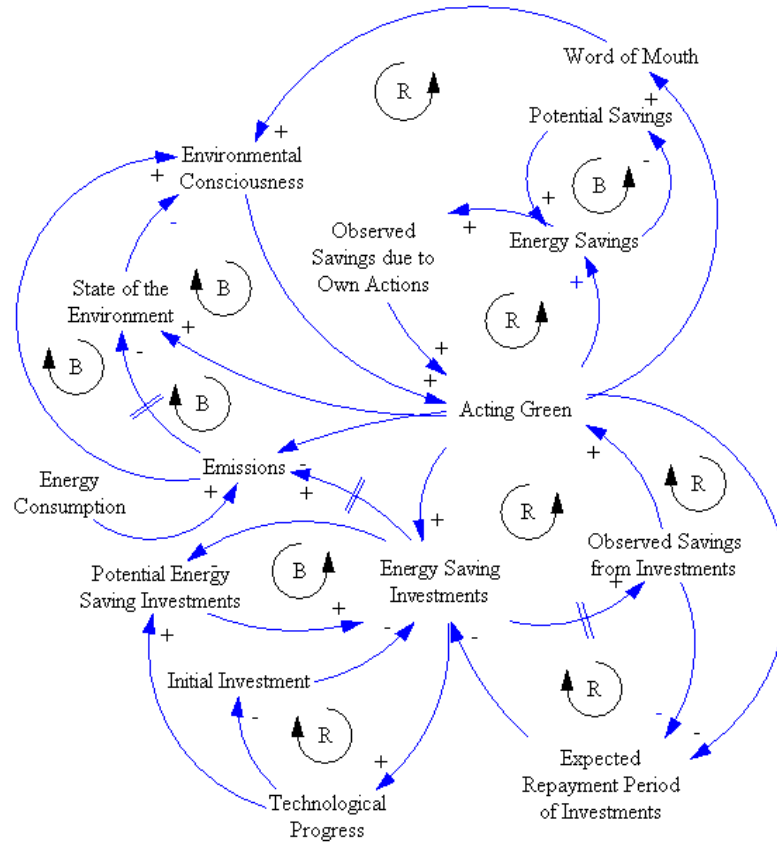 Word of Mouth
R
+
Potential Savings
+
Environmental
Consciousness
+
-
B
+
-
Observed
Savings due to
Own Actions
+
Energy Savings
State of the
Environment
B
+
+
R
-
B
+
+
B
Acting Green
Energy
Consumption
+
Emissions
-
+
+
R
R
+
Potential Energy
Saving Investments
-
B
Energy Saving
Investments
Observed Savings
from Investments
+
+
+
-
-
Initial Investment
-
R
+
R
-
-
Expected
Repayment Period
of Investments
Technological
Progress